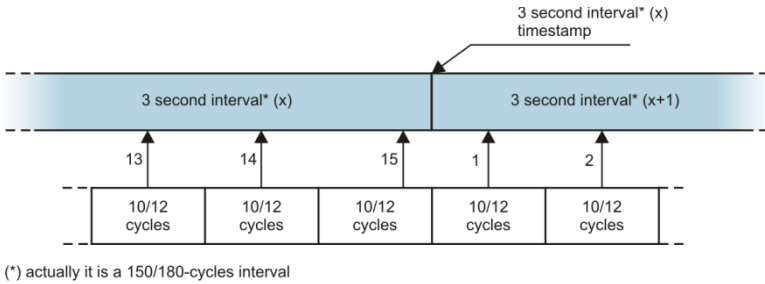 3 second interval* (x)
timestamp
3 second interval* (x)
3 second interval* (x+1)
13
14
15
1
2
10/12
cycles
10/12
cycles
10/12
cycles
10/12
cycles
10/12
cycles
(*) actually it is a 150/180-cycles interval